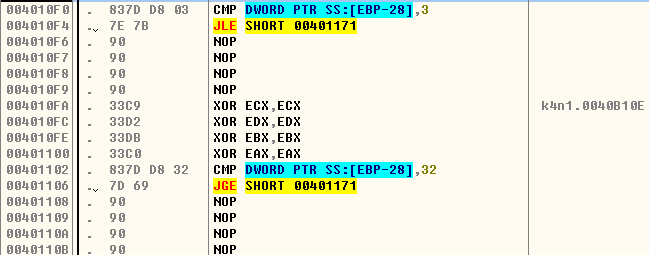 004010F0 . 837D D8 03 CMP DWORD PTR SS:[EBP-28],3
004010F4 .⌄ 7E 7B JLE SHORT 00401171
004010F6 . 90 NOP
004010F7 . 90 NOP
004010F8 . 90 NOP
004010F9 . 90 NOP
004010FA . 33C9 XOR ECX,ECX k4n1.0040B10E
004010FC . 33D2 XOR EDX,EDX
004010FE . 33DB XOR EBX,EBX
00401100 . 33C0 XOR EAX,EAX
00401102 . 837D D8 32 CMP DWORD PTR SS:[EBP-28],32
00401106 .⌄ 7D 69 JGE SHORT 00401171
00401108 . 90 NOP
00401109 . 90 NOP
0040110A . 90 NOP
0040110B . 90 NOP